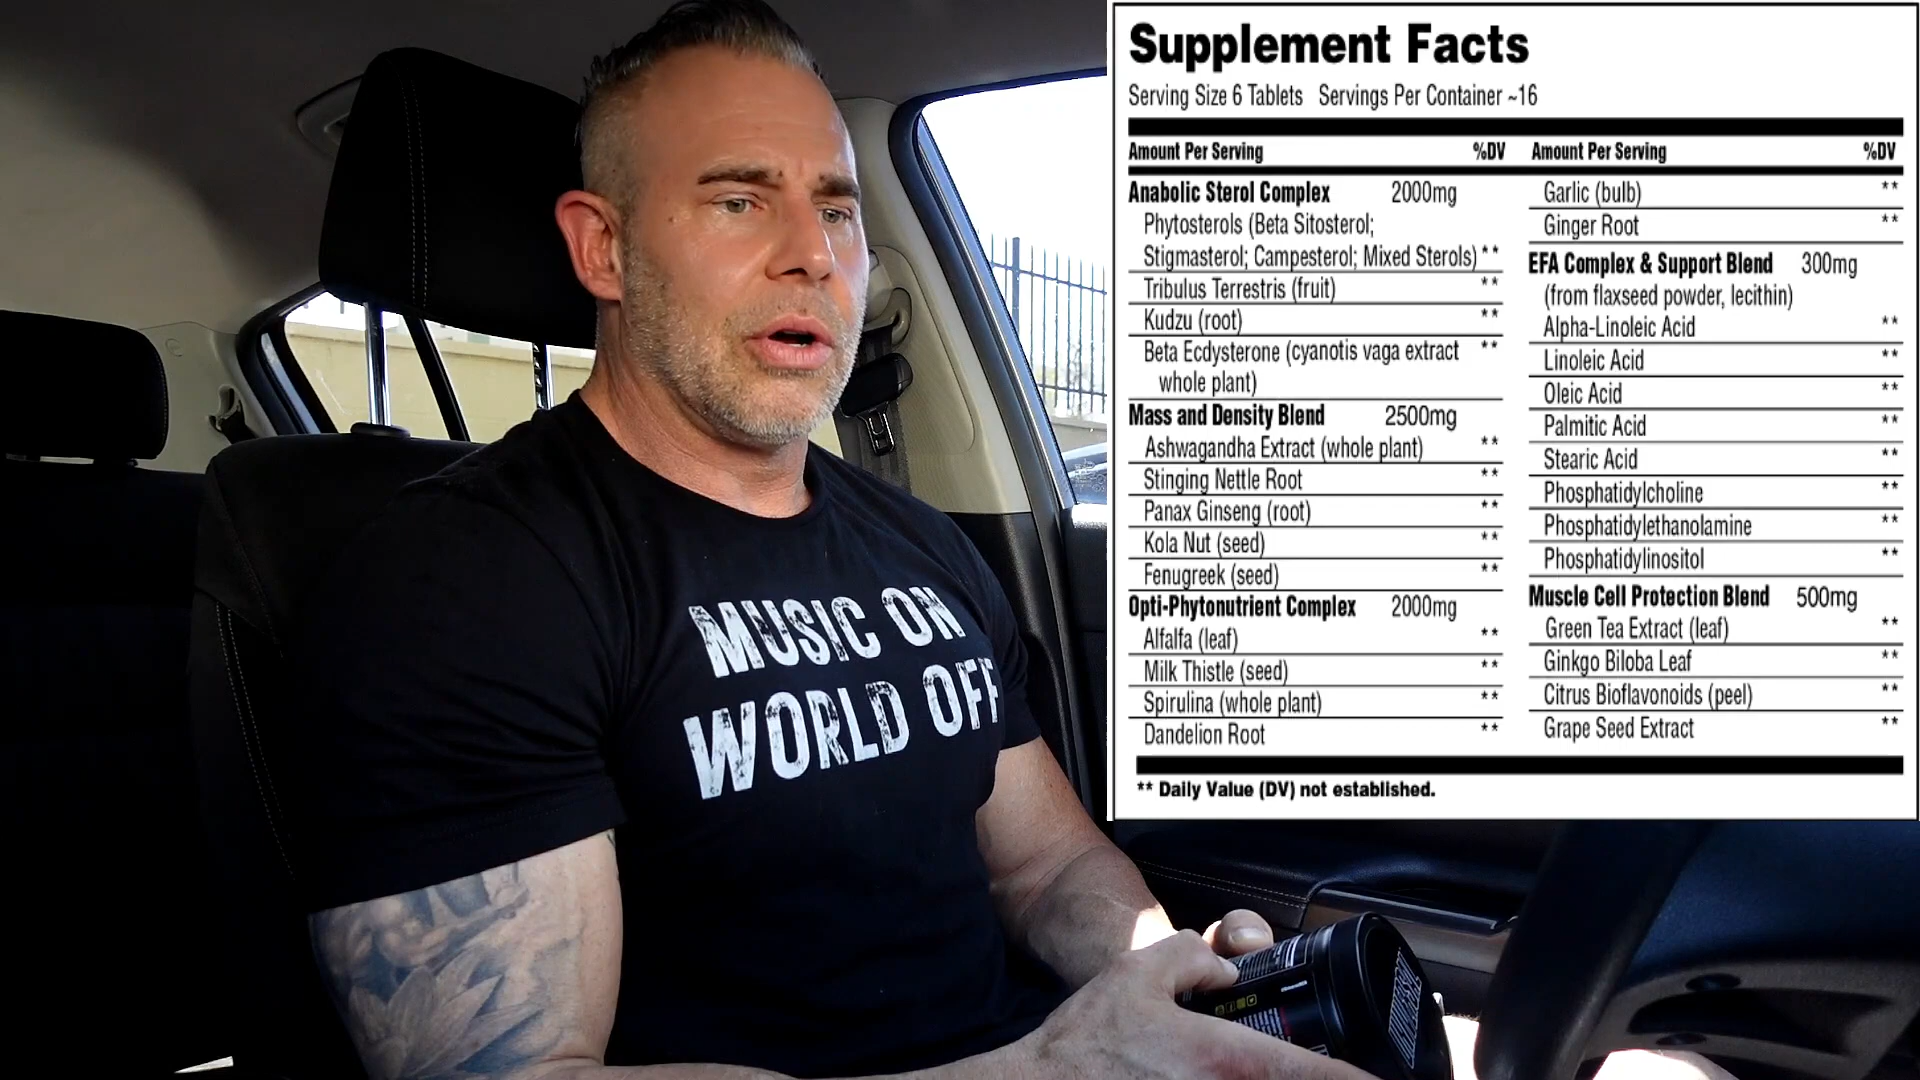 Supplement Facts
Serving Size 6 Tablets Servings Per Container ~16
Amount Per Serving %DV
Anabolic Sterol Complex 2000mg
Phytosterols (Beta Sitosterol;
Stigmasterol; Campesterol; Mixed Sterols) **
Tribulus Terrestris (fruit) **
Kudzu (root) **
Beta Ecdysterone (cyanotis vaga extract **
whole plant)
Mass and Density Blend 2500mg
Ashwagandha Extract (whole plant) **
Stinging Nettle Root **
Panax Ginseng (root) **
Kola Nut (seed) **
Fenugreek (seed) **
Opti-Phytonutrient Complex 2000mg
Alfalfa (leaf) **
Milk Thistle (seed) **
Spirulina (whole plant) **
Dandelion Root **
Amount Per Serving %DV
Garlic (bulb) **
Ginger Root **
EFA Complex & Support Blend 300mg
(from flaxseed powder, lecithin)
Alpha-Linoleic Acid **
Linoleic Acid **
Oleic Acid **
Palmitic Acid **
Stearic Acid **
Phosphatidylcholine **
Phosphatidylethanolamine **
Phosphatidylinositol **
Muscle Cell Protection Blend 500mg
Green Tea Extract (leaf) **
Ginkgo Biloba Leaf **
Citrus Bioflavonoids (peel) **
Grape Seed Extract **
** Daily Value (DV) not established.
MUSIC ON
WORLD OFF